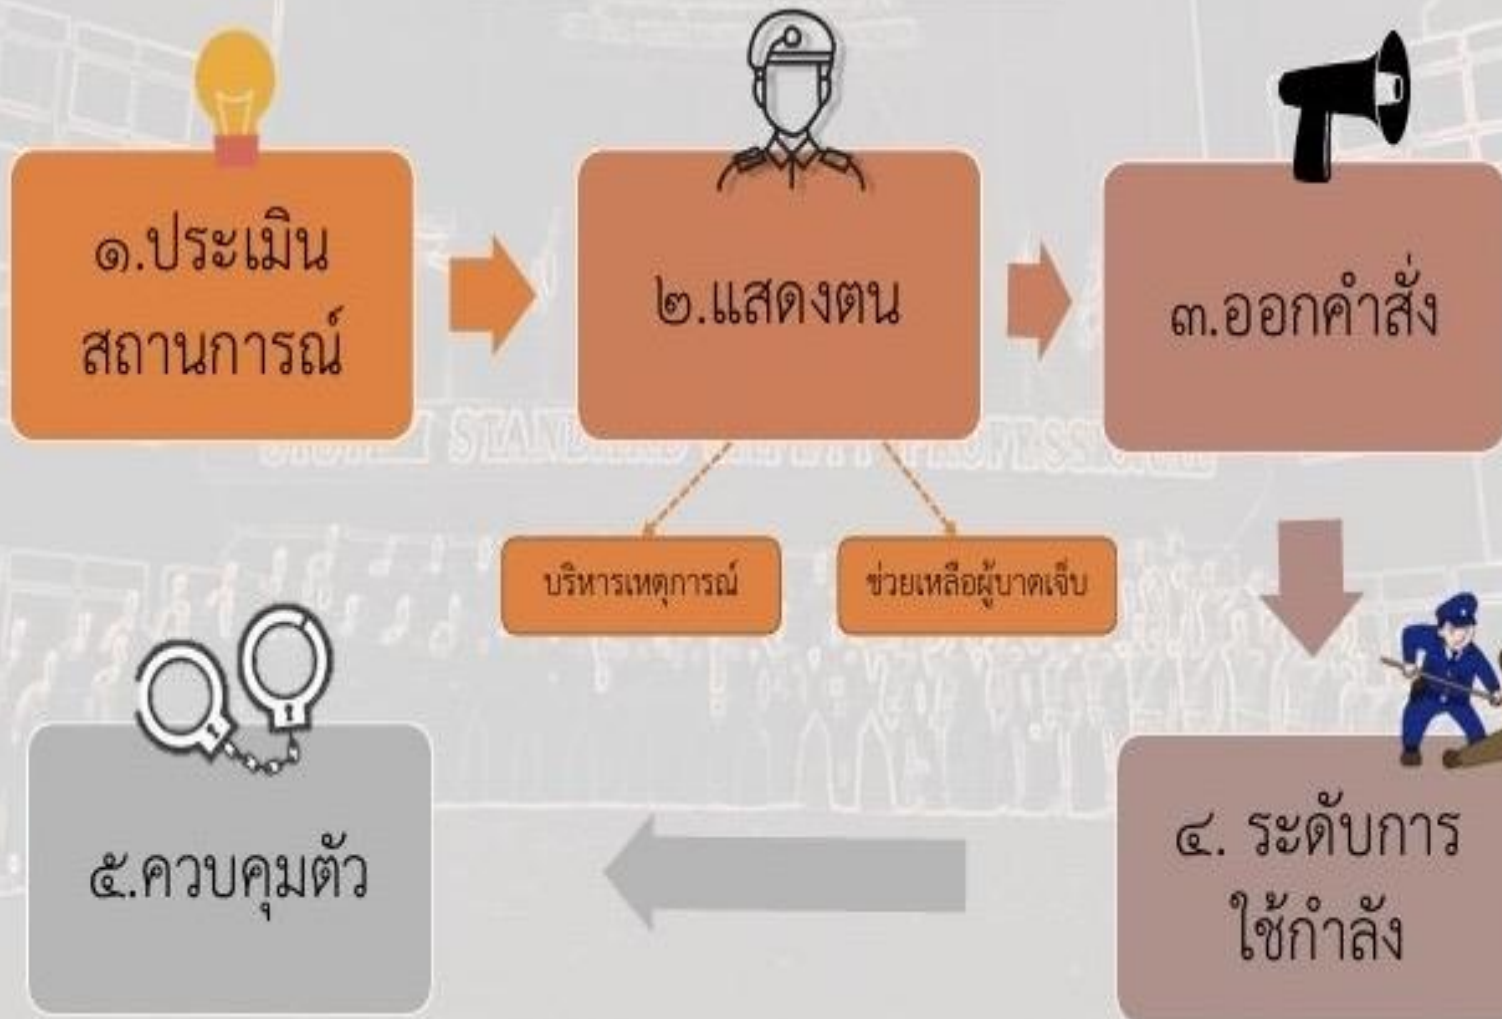 ๑.ประเมิน
สถานการณ์
๒.แสดงตน
๓.ออกคำสั่ง
บริหารเหตุการณ์
ช่วยเหลือผู้บาดเจ็บ
๔. ระดับการ
ใช้กำลัง
๕.ควบคุมตัว